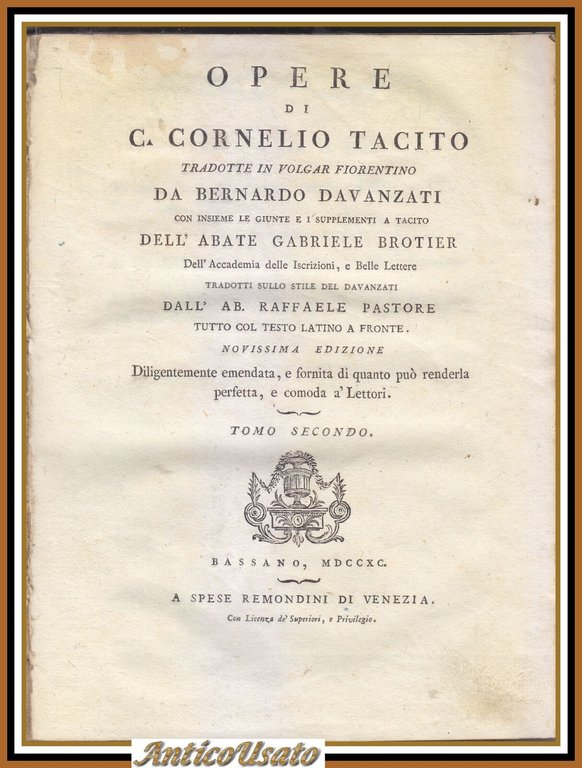 OPERE
DI
C. CORNELIO TACITO
TRADOTTE IN VOLGAR FIORENTINO
DA BERNARDO DAVANZATI
CON INSIEME LE GIUNTE E I SUPPLEMENTI A TACITO
DELL' ABATE GABRIELE BROTIER
Dell' Accademia delle Iscrizioni, e Belle Lettere
TRADOTTI SULLO STILE DEL DAVANZATI
DALL' AB. RAFFAELE PASTORE
TUTTO COL TESTO LATINO A FRONTE.
NOVISSIMA EDIZIONE
Diligentemente emendata, e fornita di quanto può renderla
perfetta, e comoda a' Lettori.
TOMO SECONDO.
BASSANO, MDCCXC.
A SPESE REMONDINI DI VENEZIA.
Con Licenza de' Superiori, e Privilegio.
AnticoUsato